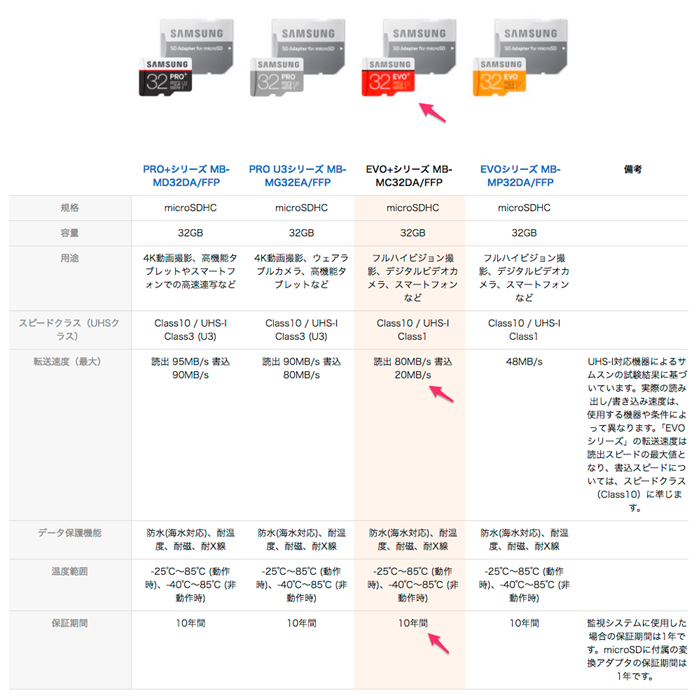 SAMSUNG SAMSUNG SAMSUNG SAMSUNG
SD Adapter for microSD SD Adapter for microSD SD Adapter for microSD SD Adapter for microSD
SAMSUNG SAMSUNG SAMSUNG SAMSUNG
32 PRO+ 32 PRO 32 EVO+ 32 EVO
PRO+シリーズ MB- PRO U3シリーズ MB- EVO+シリーズ MB- EVOシリーズ MB- 備考
MD32DA/FFP MG32EA/FFP MC32DA/FFP MP32DA/FFP
規格 microSDHC microSDHC microSDHC microSDHC
容量 32GB 32GB 32GB 32GB
用途 4K動画撮影、高機能タ 4K動画撮影、ウェアラ フルハイビジョン撮 フルハイビジョン撮
ブレットやスマートフ ブルカメラ、高機能タ 影、デジタルビデオカ 影、デジタルビデオカ
ォンでの高速連写など ブレットなど メラ、スマートフォン メラ、スマートフォン
など など
スピードクラス（UHSク Class10 / UHS-I Class10 / UHS-I Class10 / UHS-I Class10 / UHS-I
ラス） Class3 (U3) Class3 (U3) Class1 Class1
転送速度（最大） 読出 95MB/s 書込 読出 90MB/s 書込 読出 80MB/s 書込 48MB/s UHS-I対応機器によるサ
90MB/s 80MB/s 20MB/s ムスンの試験結果に基づ
いています。実際の読み
出し/書き込み速度は、
使用する機器や条件によ
って異なります。「EVO
シリーズ」の転送速度は
読出スピードの最大値と
なり、書込スピードにつ
いては、スピードクラス
（Class10）に準じま
す。
データ保護機能 防水(海水対応)、耐温 防水(海水対応)、耐温 防水(海水対応)、耐温 防水(海水対応)、耐温
度、耐磁、耐X線 度、耐磁、耐X線 度、耐磁、耐X線 度、耐磁、耐X線
温度範囲 -25℃〜85℃ (動作 -25℃〜85℃ (動作 -25℃〜85℃ (動作 -25℃〜85℃ (動作
時)、-40℃〜85℃ (非 時)、-40℃〜85℃ (非 時)、-40℃〜85℃ (非 時)、-40℃〜85℃ (非
動作時) 動作時) 動作時) 動作時)
保証期間 10年間 10年間 10年間 10年間 監視システムに使用した
場合の保証期間は1年で
す。microSDに付属の変
換アダプタの保証期間は
1年です。